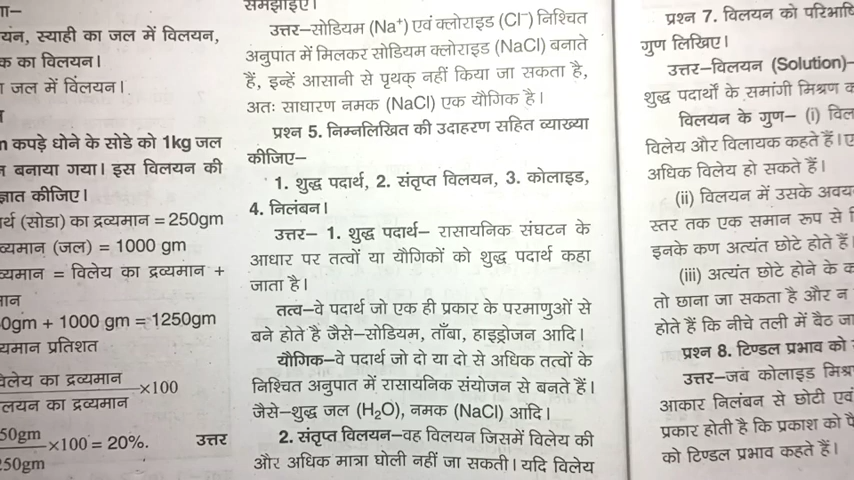 यन, स्याही का जल में विलयन,
क का विलयन।
जल में विलयन।
कपड़े धोने के सोडे को 1kg जल
बनाया गया। इस विलयन की
ज्ञात कीजिए।
(सोडा) का द्रव्यमान = 250gm
(जल) = 1000 gm
= विलेय का द्रव्यमान +
0gm + 1000 gm = 1250gm
प्रतिशत
विलेय का द्रव्यमान
×100
का द्रव्यमान
50gm
×100 = 20%. उत्तर
250gm
समझाइए।
उत्तर–सोडियम (Na⁺) एवं क्लोराइड (Cl⁻) निश्चित
अनुपात में मिलकर सोडियम क्लोराइड (NaCl) बनाते
हैं, इन्हें आसानी से पृथक् नहीं किया जा सकता है,
अतः साधारण नमक (NaCl) एक यौगिक है।
प्रश्न 5. निम्नलिखित की उदाहरण सहित व्याख्या
कीजिए–
1. शुद्ध पदार्थ, 2. संतृप्त विलयन, 3. कोलाइड,
4. निलंबन।
उत्तर– 1. शुद्ध पदार्थ– रासायनिक संघटन के
आधार पर तत्वों या यौगिकों को शुद्ध पदार्थ कहा
जाता है।
तत्व–वे पदार्थ जो एक ही प्रकार के परमाणुओं से
बने होते है जैसे–सोडियम, ताँबा, हाइड्रोजन आदि।
यौगिक–वे पदार्थ जो दो या दो से अधिक तत्वों के
निश्चित अनुपात में रासायनिक संयोजन से बनते हैं।
जैसे–शुद्ध जल (H₂O), नमक (NaCl) आदि।
2. संतृप्त विलयन–वह विलयन जिसमें विलेय की
और अधिक मात्रा घोली नहीं जा सकती। यदि विलेय
प्रश्न 7. विलयन को
गुण लिखिए।
उत्तर–विलयन (Solution)–
शुद्ध पदार्थों के समांगी मिश्रण
विलयन के गुण– (i)
विलेय और विलायक कहते हैं।
अधिक विलेय हो सकते हैं।
(ii) विलयन में उसके
स्तर तक एक समान रूप से
इनके कण अत्यंत छोटे होते हैं।
(iii) अत्यंत छोटे होने के
तो छाना जा सकता है और न
होते हैं कि नीचे तली में बैठ
प्रश्न 8. टिण्डल प्रभाव को
उत्तर–जब कोलाइड
आकार निलंबन से छोटी एवं
प्रकार होती है कि प्रकाश को
को टिण्डल प्रभाव कहते हैं।